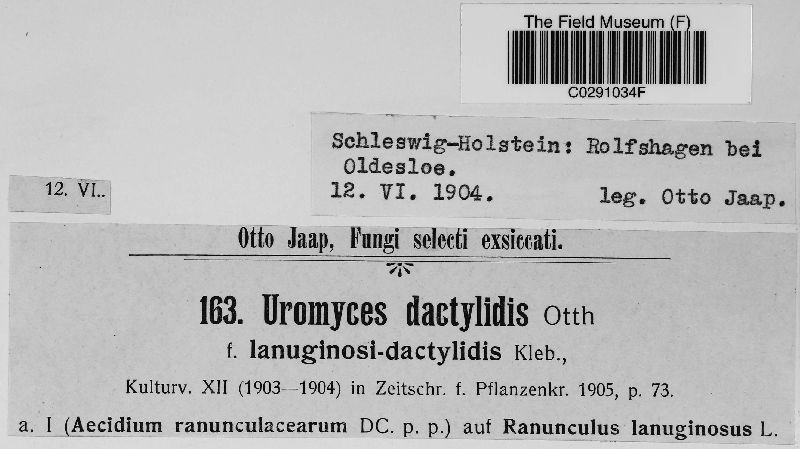 The Field Museum (F)
C0291034F
Schleswig-Holstein: Rolfshagen bei
Oldesloe.
12. VI. 1904. leg. Otto Jaap.
12. VI..
Otto Jaap, Fungi selecti exsiccati.
163. Uromyces dactylidis Otth
f. lanuginosi-dactylidis Kleb.,
Kulturv. XII (1903—1904) in Zeitschr. f. Pflanzenkr. 1905, p. 73.
a. I (Aecidium ranunculacearum DC. p. p.) auf Ranunculus lanuginosus L.